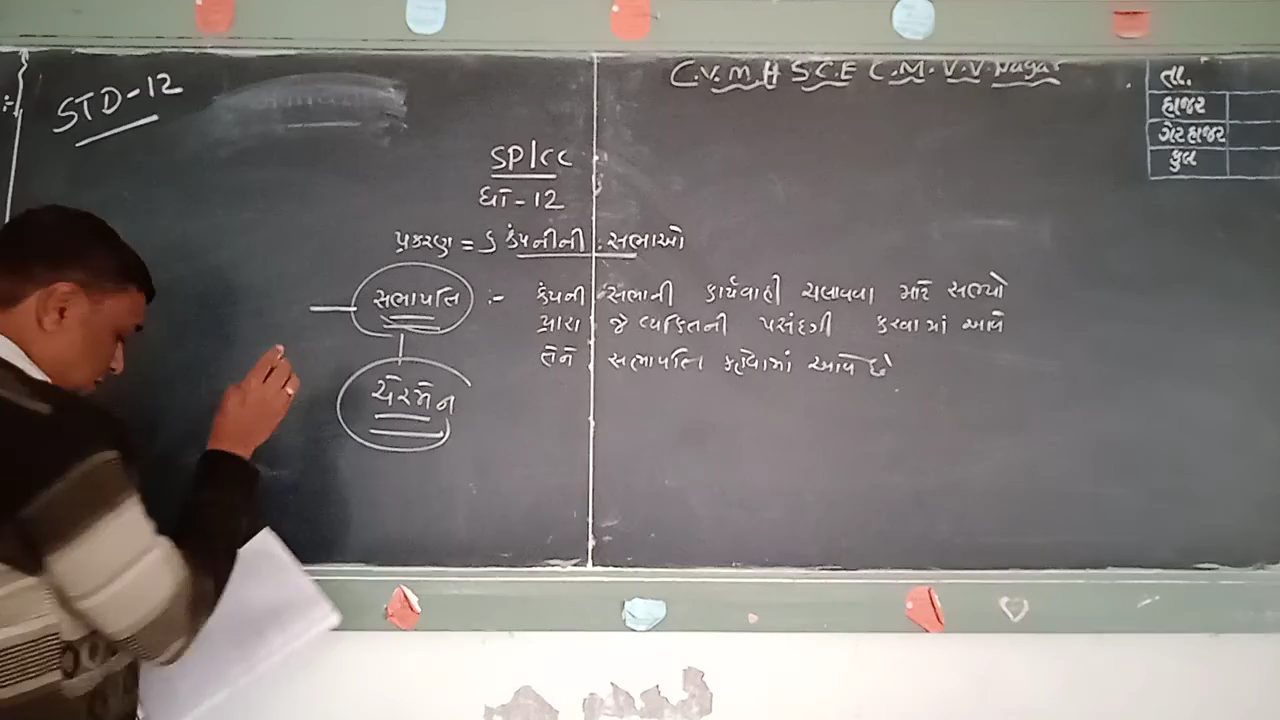 STD-12
C.V.M.H.S.C.E C.M. V.V. Nagar
તા.
હાજર
ગેરહાજર
કુલ
SP/CC
ધો-12
પ્રકરણ = ૬ કંપનીની સભાઓ
સભાપતિ :- કંપની સભાની કાર્યવાહી ચલાવવા માટે સભ્યો
દ્વારા જે વ્યક્તિની પસંદગી કરવામાં આવે
તેને સભાપતિ કહેવામાં આવે છે.
ચેરમેન